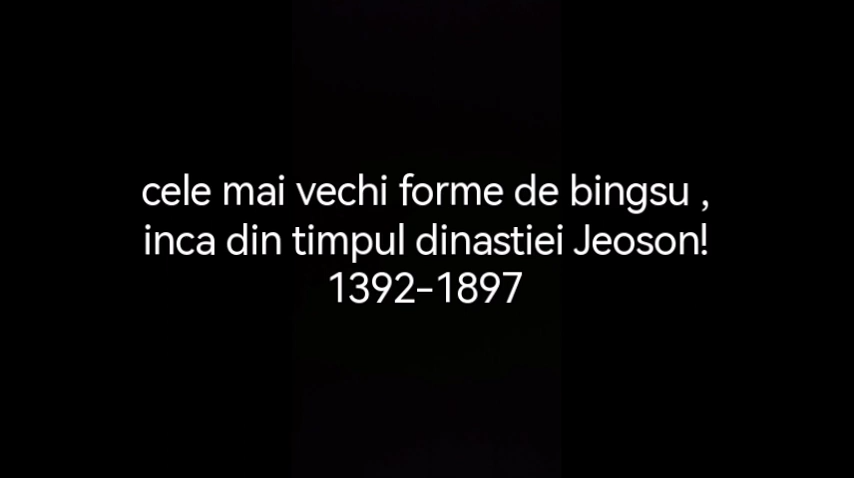 cele mai vechi forme de bingsu ,
inca din timpul dinastiei Jeoson!
1392-1897